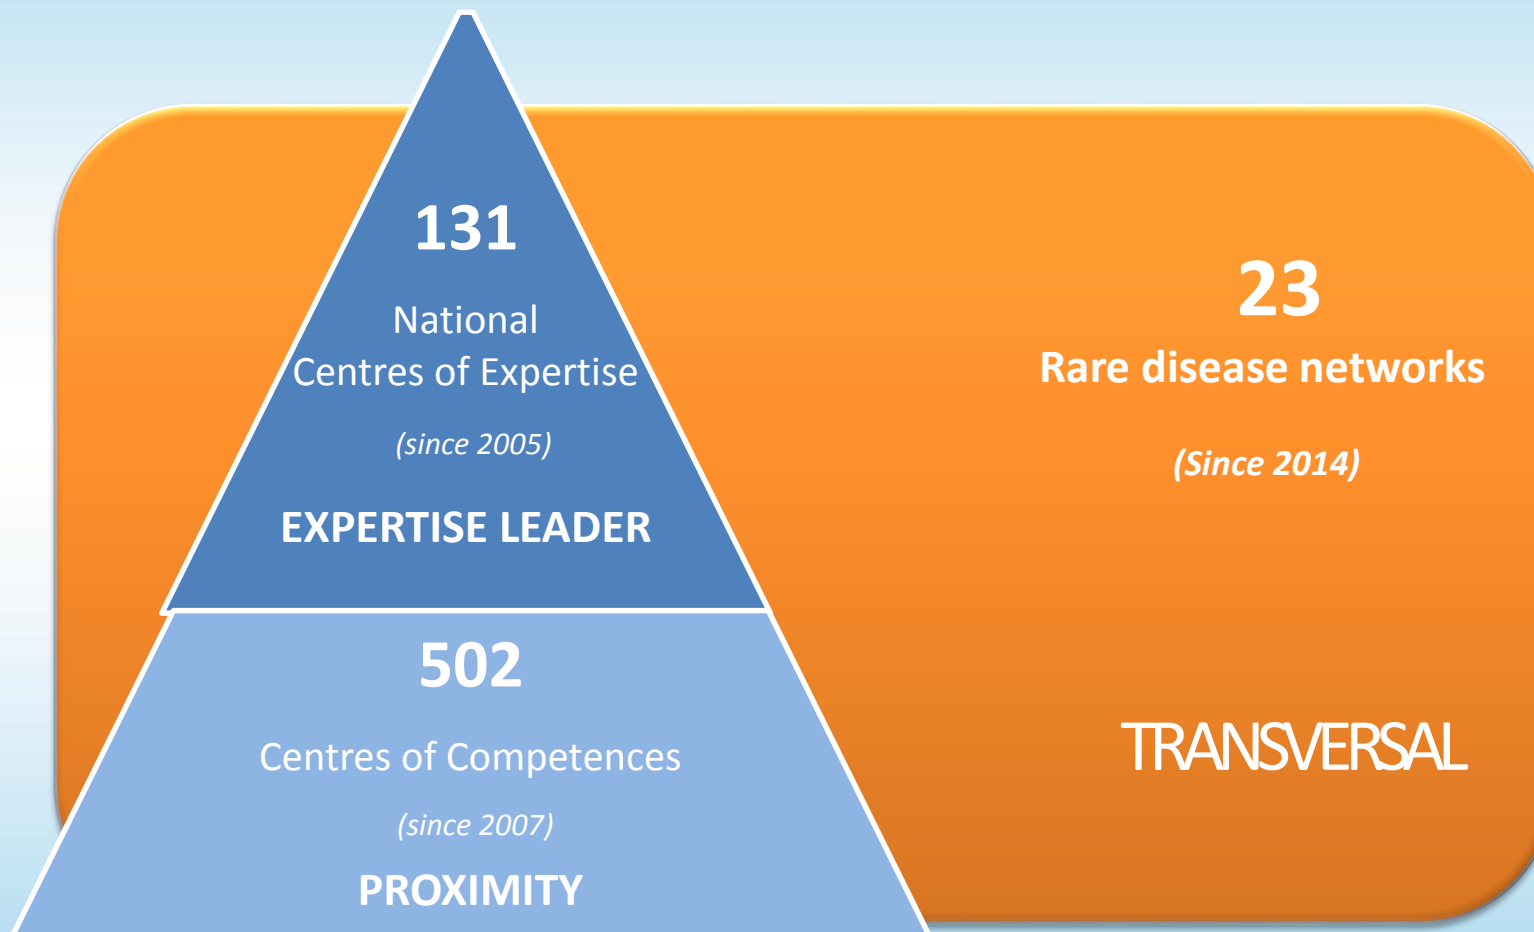 131
National
Centres of Expertise
(since 2005)
EXPERTISE LEADER
502
Centres of Competences
(since 2007)
PROXIMITY
23
Rare disease networks
(Since 2014)
TRANSVERSAL